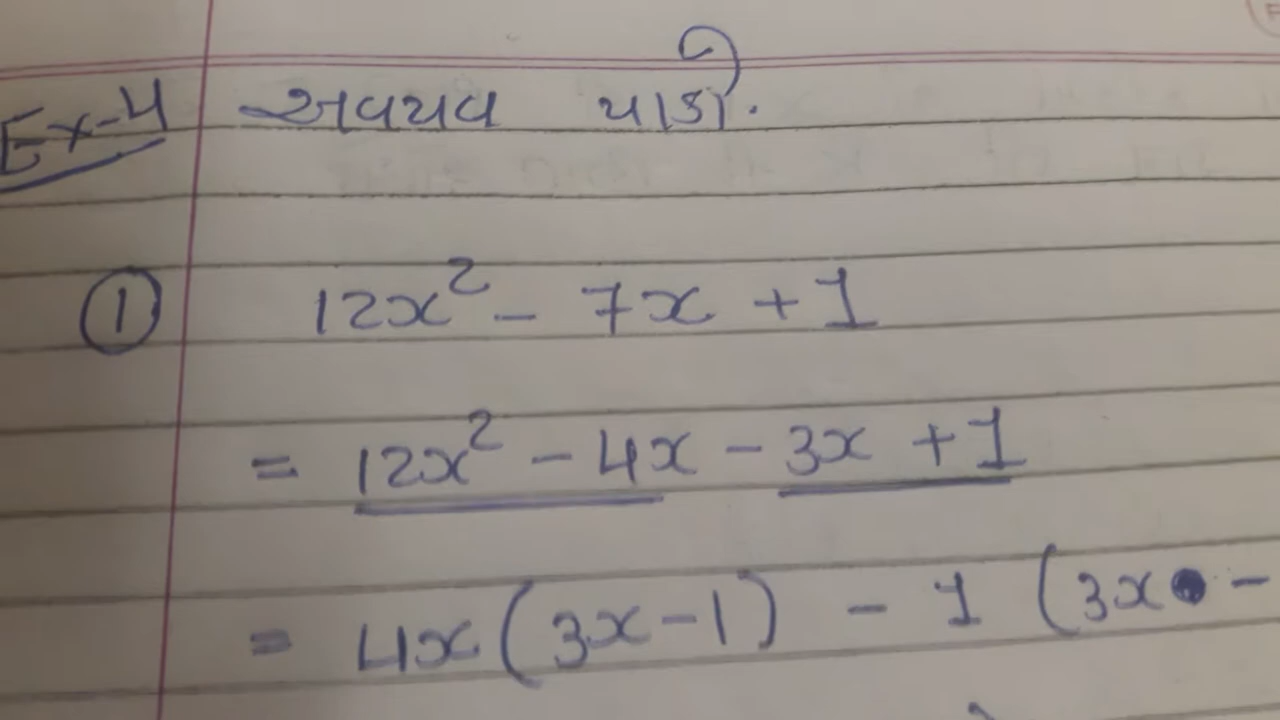 Ex-4 અવયવ પાડો.
① 12x² - 7x + 1
= 12x² - 4x - 3x + 1
= 4x(3x-1) - 1 (3x -